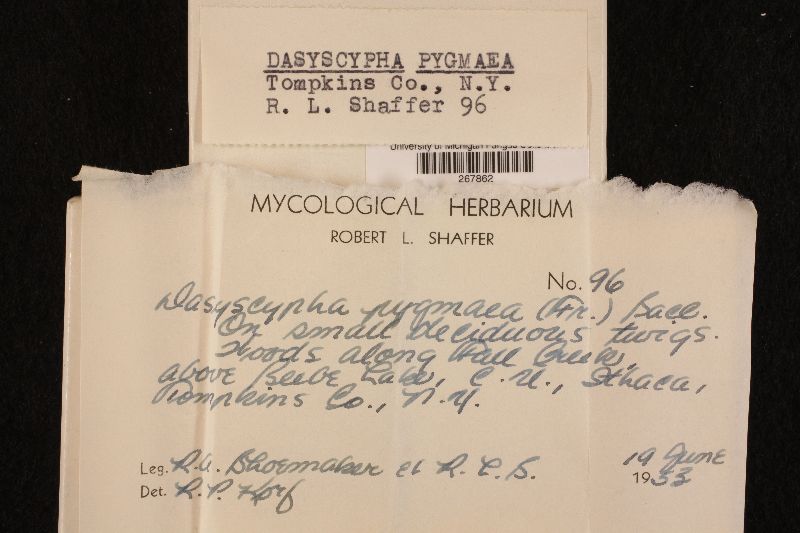 DASYSCYPHA PYGMAEA
Tompkins Co., N.Y.
R. L. Shaffer 96
University of Michigan Fungus
267862
MYCOLOGICAL HERBARIUM
ROBERT L. SHAFFER
No. 96
Dasyscypha pygmaea (Fr.) Sacc.
On small deciduous twigs.
Woods along Fall Creek,
above Beebe Lake, C.U., Ithaca,
Tompkins Co., N.Y.
Leg. R.A. Shoemaker et R.L.S. 19 June 1953
Det. R.P. Korf